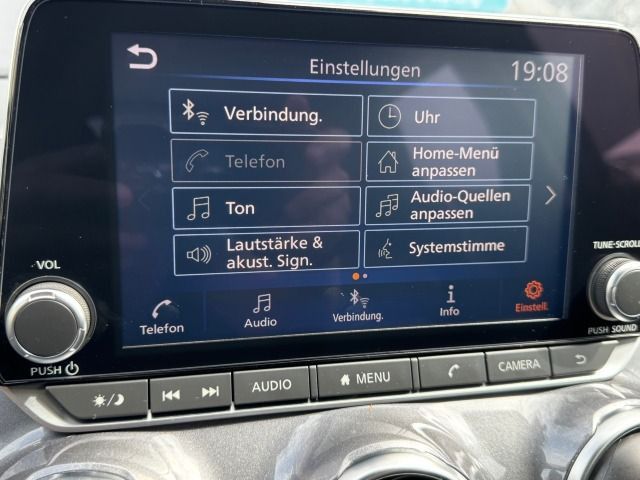 Einstellungen
19:08
Verbindung.
Uhr
Telefon
Home-Menü
anpassen
Ton
Audio-Quellen
anpassen
Lautstärke &
akust. Sign.
Systemstimme
Telefon
Audio
Verbindung.
Info
Einstell.
VOL
PUSH
TUNE-SCROLL
PUSH SOUND
AUDIO
MENU
CAMERA